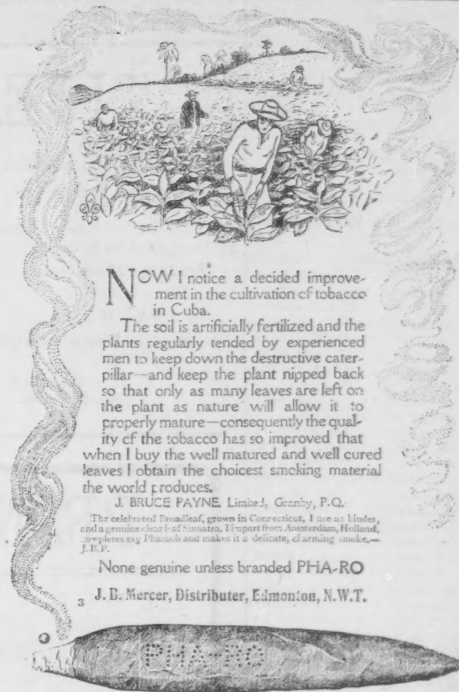 NOW I notice a decided improve-
ment in the cultivation of tobacco
in Cuba.
The soil is artificially fertilized and the
plants regularly tended by experienced
men to keep down the destructive cater-
pillar—and keep the plant nipped back
so that only as many leaves are left on
the plant as nature will allow it to
properly mature—consequently the qual-
ity of the tobacco has so improved that
when I buy the well matured and well cured
leaves I obtain the choicest smoking material
the world produces.
J. BRUCE PAYNE, Limited, Granby, P.Q.
The celebrated Broadleaf, grown in Connecticut, I use as binder,
and a genuine clear leaf Sumatra, I import from Amsterdam, Holland,
completes my Pharaoh and makes it a delicate, charming smoke.—
J.B.P.
None genuine unless branded PHA-RO
3 J. B. Mercer, Distributer, Edmonton, N.W.T.
PHA-RO